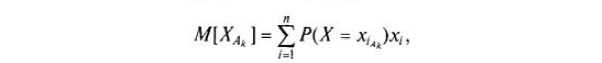 $M[X_{A_k}] = \sum_{i=1}^{n} P(X = x_{i_{A_k}}) x_i,$